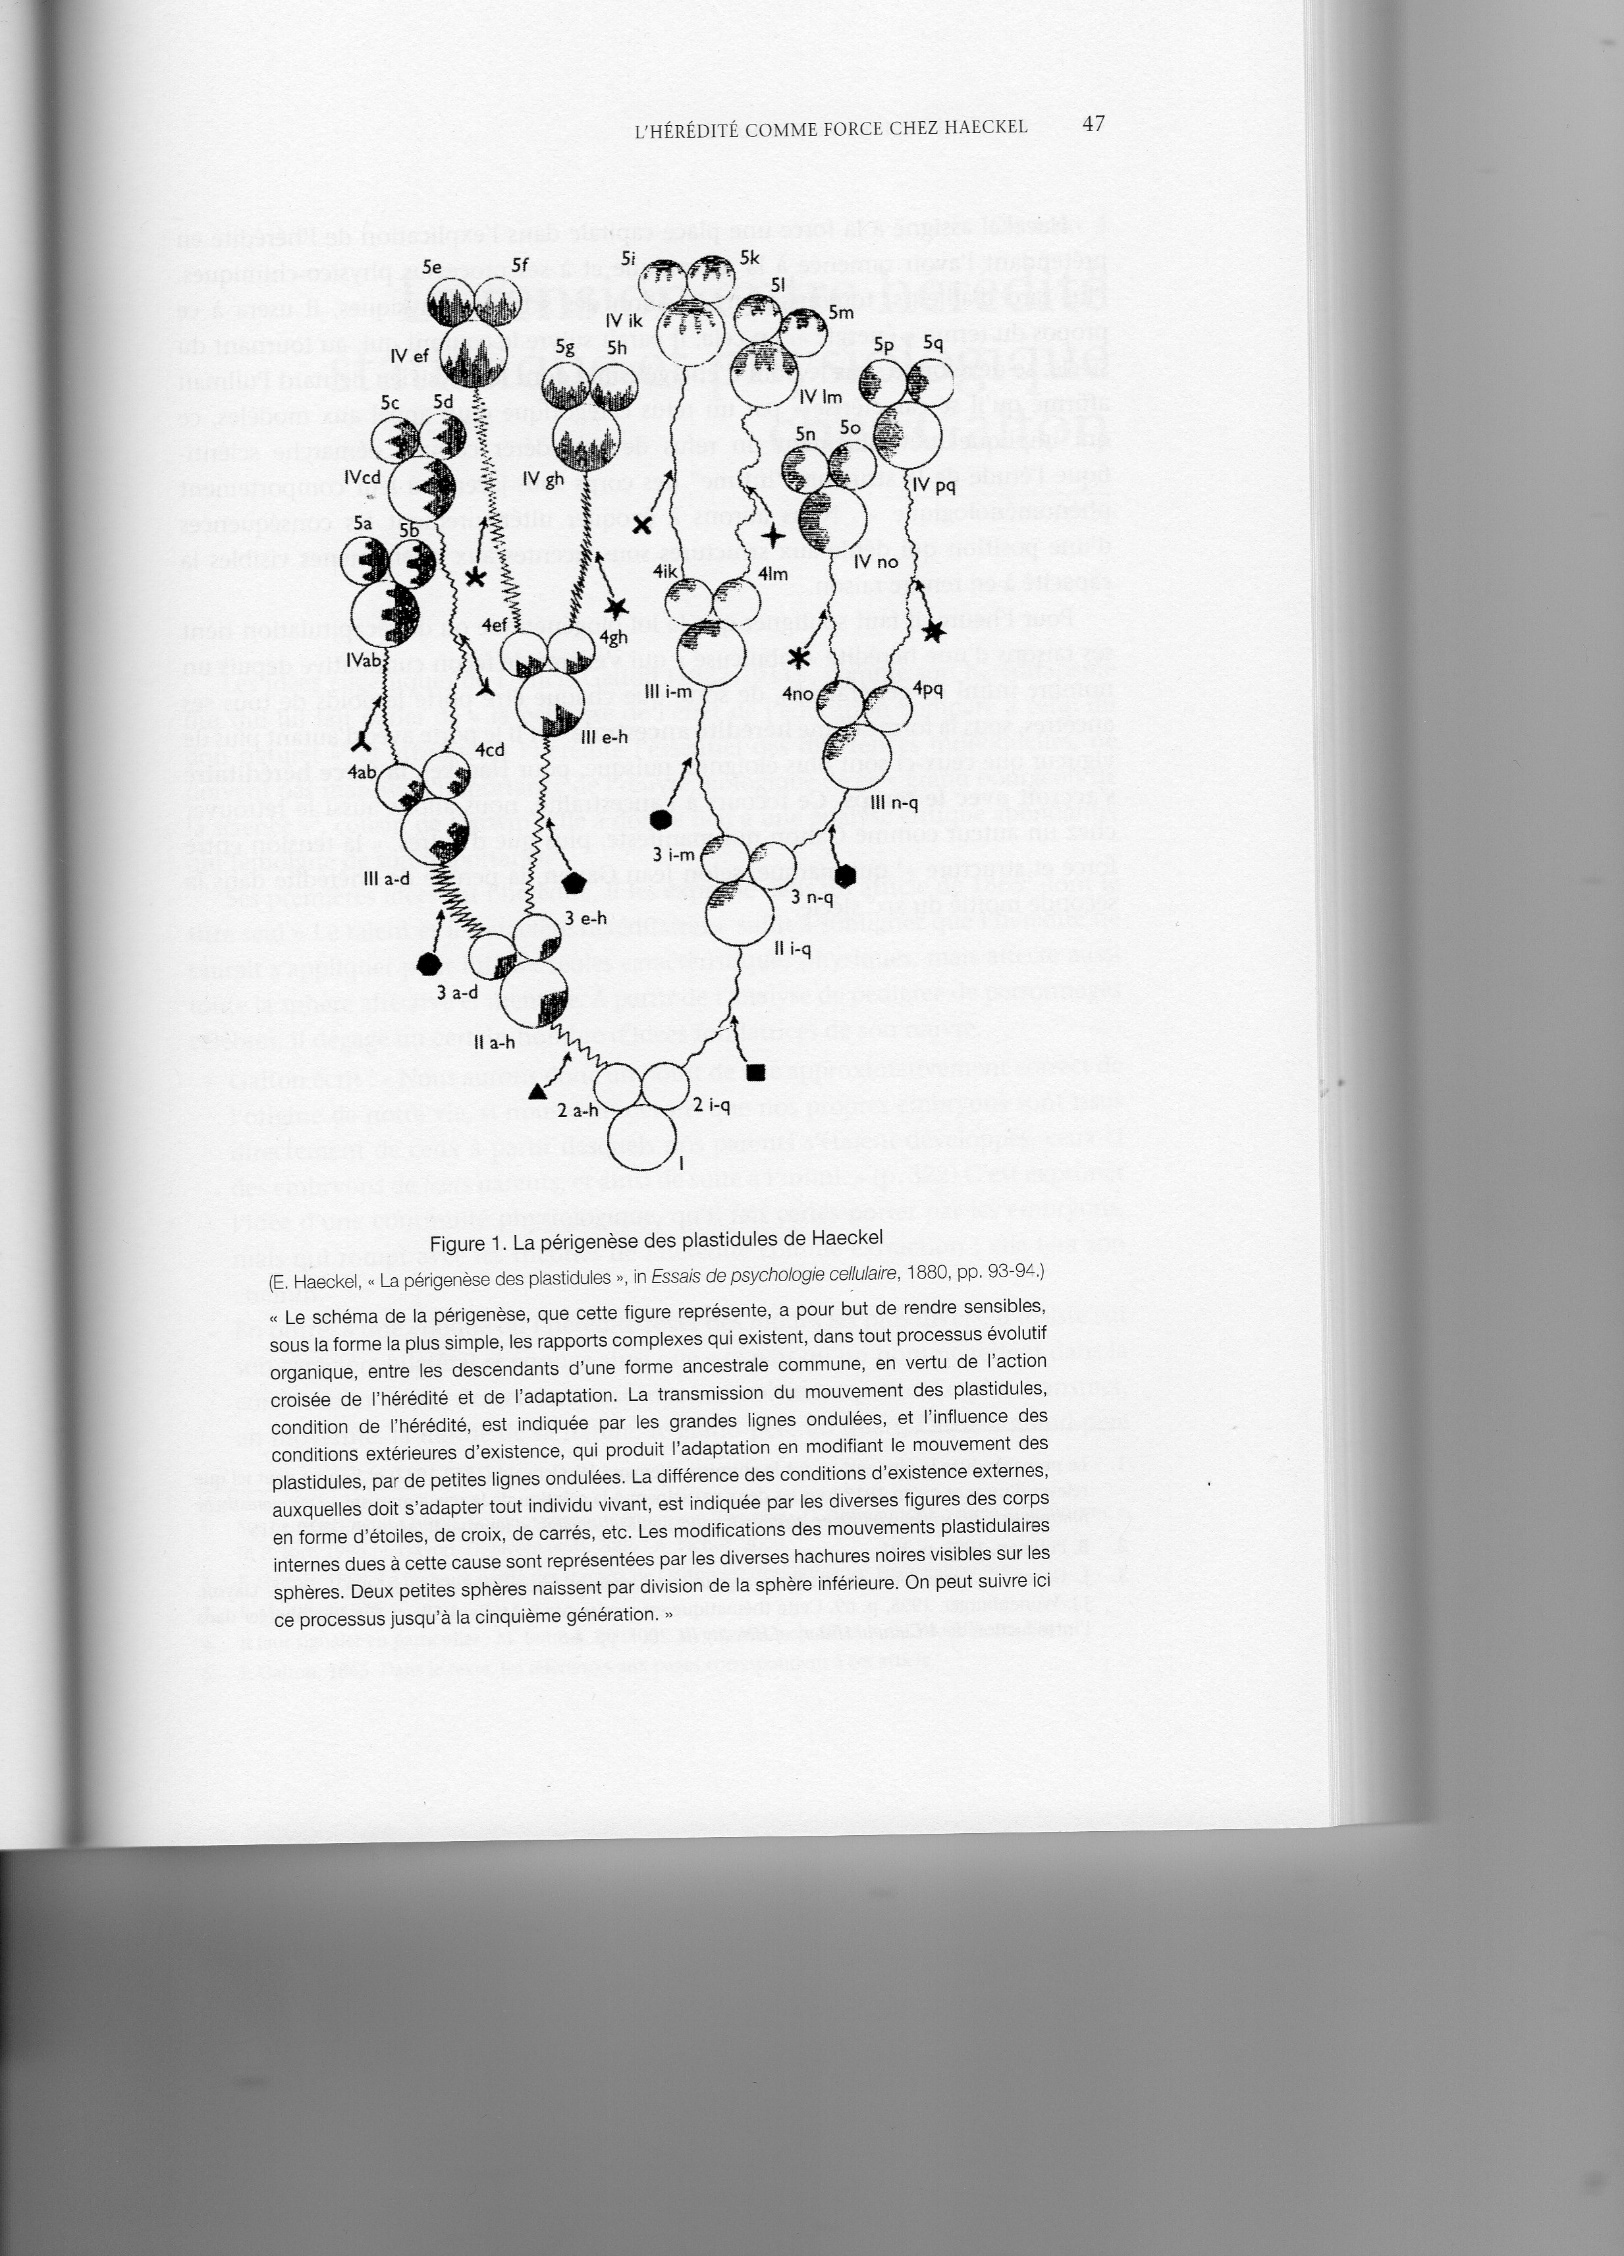 L'HÉRÉDITÉ COMME FORCE CHEZ HAECKEL 47
5e 5f 5i 5k
5l
IV ik 5m
IV ef 5g 5h 5p 5q
5c 5d IV lm
5n 5o
IVcd IV gh IV pq
5a 5b
IV no
4ik 4lm
4ef 4gh
IVab
III i-m 4no 4pq
III e-h
4cd
4ab
III n-q
3 i-m
III a-d
3 n-q
3 e-h
II i-q
3 a-d
II a-h
2 a-h 2 i-q
I
Figure 1. La périgenèse des plastidules de Haeckel
(E. Haeckel, « La périgenèse des plastidules », in Essais de psychologie cellulaire, 1880, pp. 93-94.)
« Le schéma de la périgenèse, que cette figure représente, a pour but de rendre sensibles,
sous la forme la plus simple, les rapports complexes qui existent, dans tout processus évolutif
organique, entre les descendants d'une forme ancestrale commune, en vertu de l'action
croisée de l'hérédité et de l'adaptation. La transmission du mouvement des plastidules,
condition de l'hérédité, est indiquée par les grandes lignes ondulées, et l'influence des
conditions extérieures d'existence, qui produit l'adaptation en modifiant le mouvement des
plastidules, par de petites lignes ondulées. La différence des conditions d'existence externes,
auxquelles doit s'adapter tout individu vivant, est indiquée par les diverses figures des corps
en forme d'étoiles, de croix, de carrés, etc. Les modifications des mouvements plastidulaires
internes dues à cette cause sont représentées par les diverses hachures noires visibles sur les
sphères. Deux petites sphères naissent par division de la sphère inférieure. On peut suivre ici
ce processus jusqu'à la cinquième génération. »